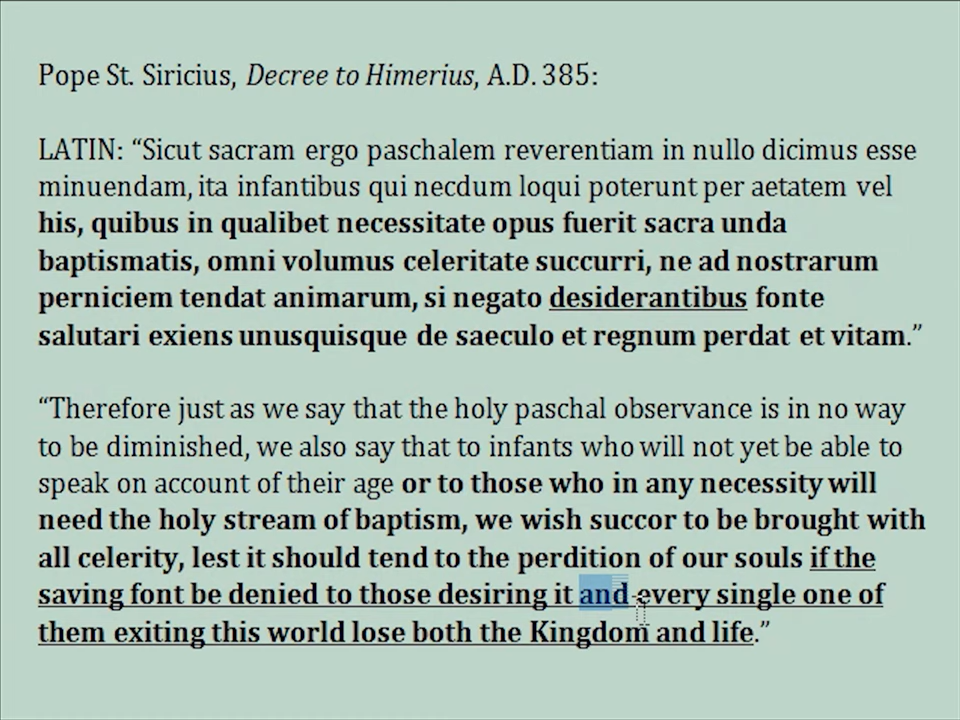 Pope St. Siricius, Decree to Himerius, A.D. 385:
LATIN: “Sicut sacram ergo paschalem reverentiam in nullo dicimus esse
minuendam, ita infantibus qui necdum loqui poterunt per aetatem vel
his, quibus in qualibet necessitate opus fuerit sacra unda
baptismatis, omni volumus celeritate succurri, ne ad nostrarum
perniciem tendat animarum, si negato desiderantibus fonte
salutari exiens unusquisque de saeculo et regnum perdat et vitam.”
“Therefore just as we say that the holy paschal observance is in no way
to be diminished, we also say that to infants who will not yet be able to
speak on account of their age or to those who in any necessity will
need the holy stream of baptism, we wish succor to be brought with
all celerity, lest it should tend to the perdition of our souls if the
saving font be denied to those desiring it and every single one of
them exiting this world lose both the Kingdom and life.”